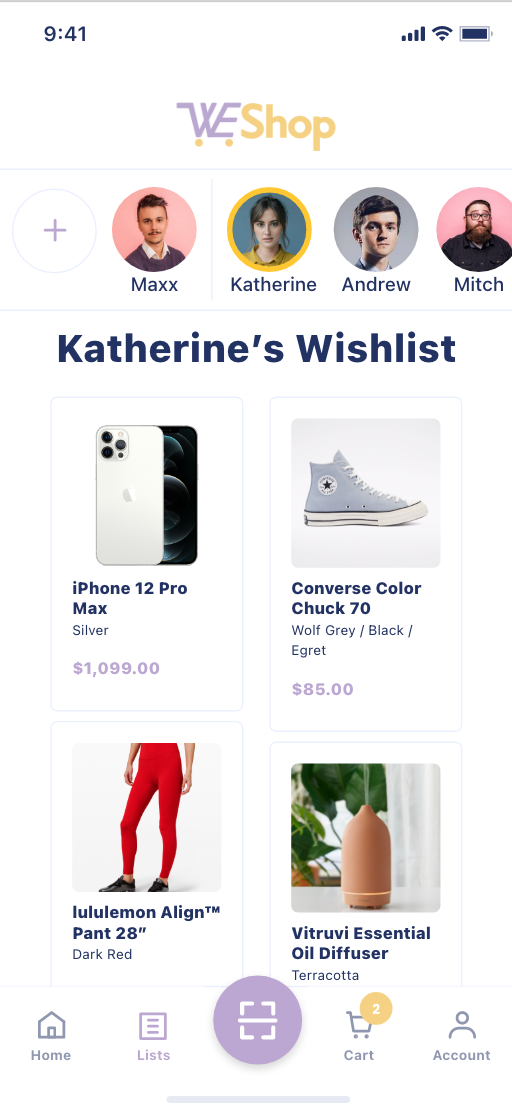 9:41
WEShop
Maxx
Katherine
Andrew
Mitch
Katherine’s Wishlist
iPhone 12 Pro
Max
Silver
$1,099.00
Converse Color
Chuck 70
Wolf Grey / Black /
Egret
$85.00
lululemon Align™
Pant 28”
Dark Red
Vitruvi Essential
Oil Diffuser
Terracotta
Home
Lists
2
Cart
Account